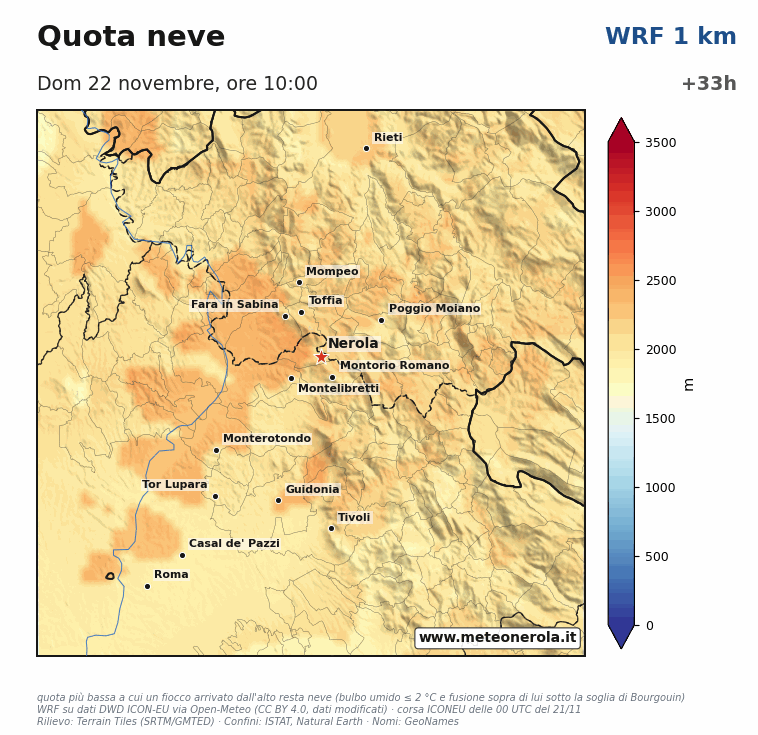 Quota neve
WRF 1 km
Dom 22 novembre, ore 10:00
+33h
Rieti
Mompeo
Fara in Sabina
Toffia
Poggio Moiano
Nerola
Montorio Romano
Montelibretti
Monterotondo
Tor Lupara
Guidonia
Tivoli
Casal de' Pazzi
Roma
www.meteonerola.it
3500
3000
2500
2000
1500
1000
500
0
m
quota più bassa a cui un fiocco arrivato dall'alto resta neve (bulbo umido ≤ 2 °C e fusione sopra di lui sotto la soglia di Bourgouin)
WRF su dati DWD ICON-EU via Open-Meteo (CC BY 4.0, dati modificati) · corsa ICONEU delle 00 UTC del 21/11
Rilievo: Terrain Tiles (SRTM/GMTED) · Confini: ISTAT, Natural Earth · Nomi: GeoNames